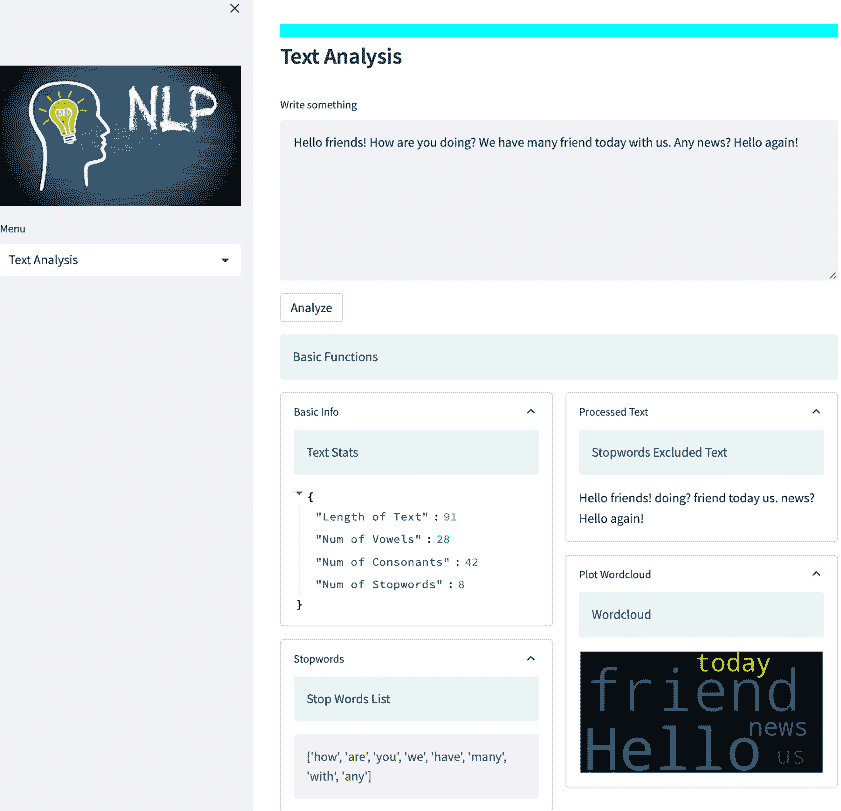 NLP
Menu
Text Analysis
Text Analysis
Write something
Hello friends! How are you doing? We have many friend today with us. Any news? Hello again!
Analyze
Basic Functions
Basic Info
Text Stats
{
"Length of Text" : 91
"Num of Vowels" : 28
"Num of Consonants" : 42
"Num of Stopwords" : 8
}
Stopwords
Stop Words List
['how', 'are', 'you', 'we', 'have', 'many',
'with', 'any']
Processed Text
Stopwords Excluded Text
Hello friends! doing? friend today us. news?
Hello again!
Plot Wordcloud
Wordcloud
today
friend
news
Hello
us